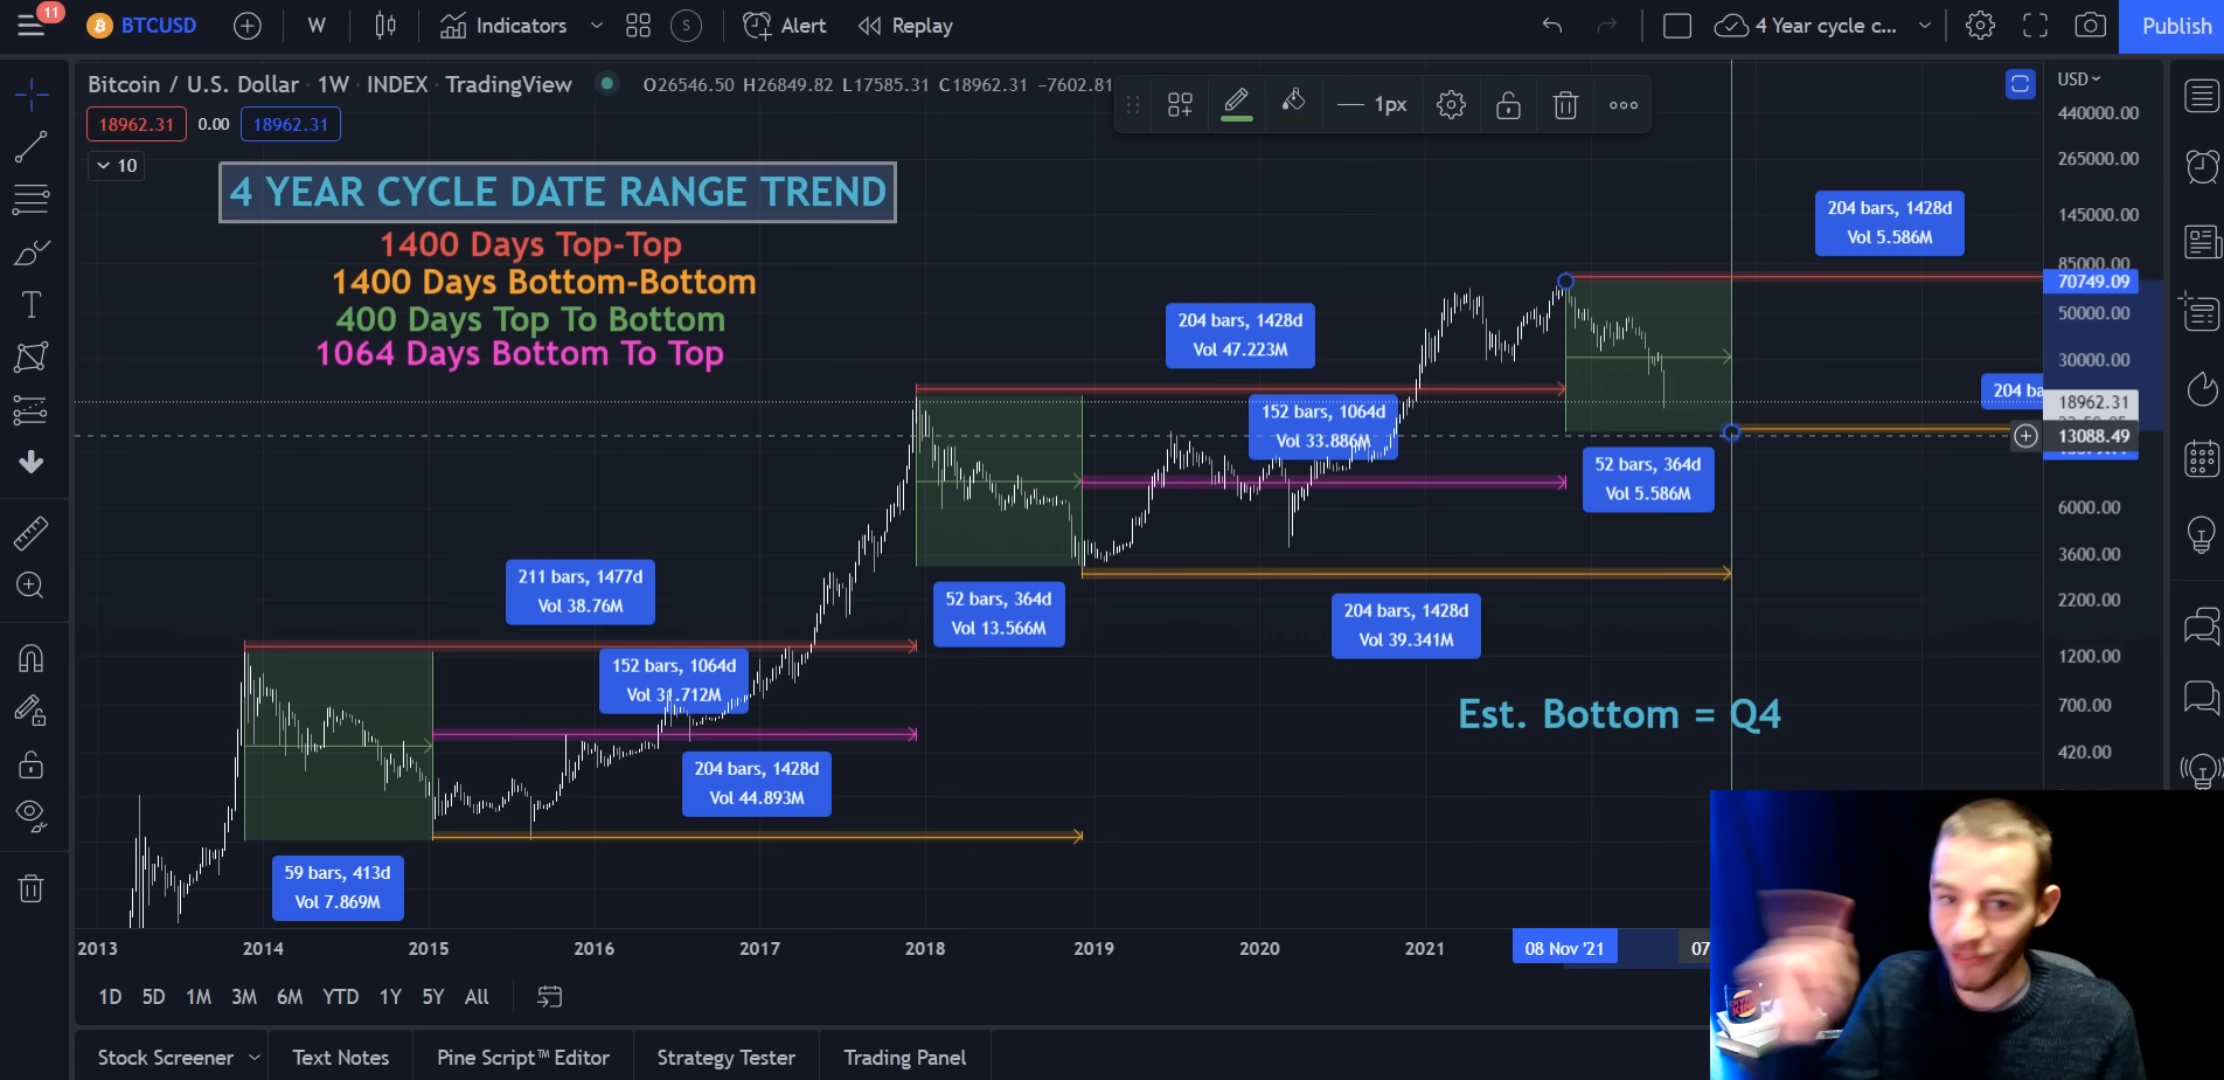 11
BTCUSD
W
Indicators
S
Alert
Replay
4 Year cycle c...
Publish
Bitcoin / U.S. Dollar · 1W · INDEX · TradingView
O26546.50 H26849.82 L17585.31 C18962.31 -7602.81
1px
USD
18962.31
0.00
18962.31
10
4 YEAR CYCLE DATE RANGE TREND
1400 Days Top-Top
1400 Days Bottom-Bottom
400 Days Top To Bottom
1064 Days Bottom To Top
204 bars, 1428d
Vol 5.586M
204 bars, 1428d
Vol 47.223M
152 bars, 1064d
Vol 33.886M
204 ba
52 bars, 364d
Vol 5.586M
211 bars, 1477d
Vol 38.76M
52 bars, 364d
Vol 13.566M
204 bars, 1428d
Vol 39.341M
152 bars, 1064d
Vol 31.712M
204 bars, 1428d
Vol 44.893M
Est. Bottom = Q4
59 bars, 413d
Vol 7.869M
440000.00
265000.00
145000.00
85000.00
70749.09
50000.00
30000.00
18962.31
13088.49
6000.00
3600.00
2200.00
1200.00
700.00
420.00
2013
2014
2015
2016
2017
2018
2019
2020
2021
08 Nov '21
07
1D
5D
1M
3M
6M
YTD
1Y
5Y
All
Stock Screener
Text Notes
Pine Script™ Editor
Strategy Tester
Trading Panel